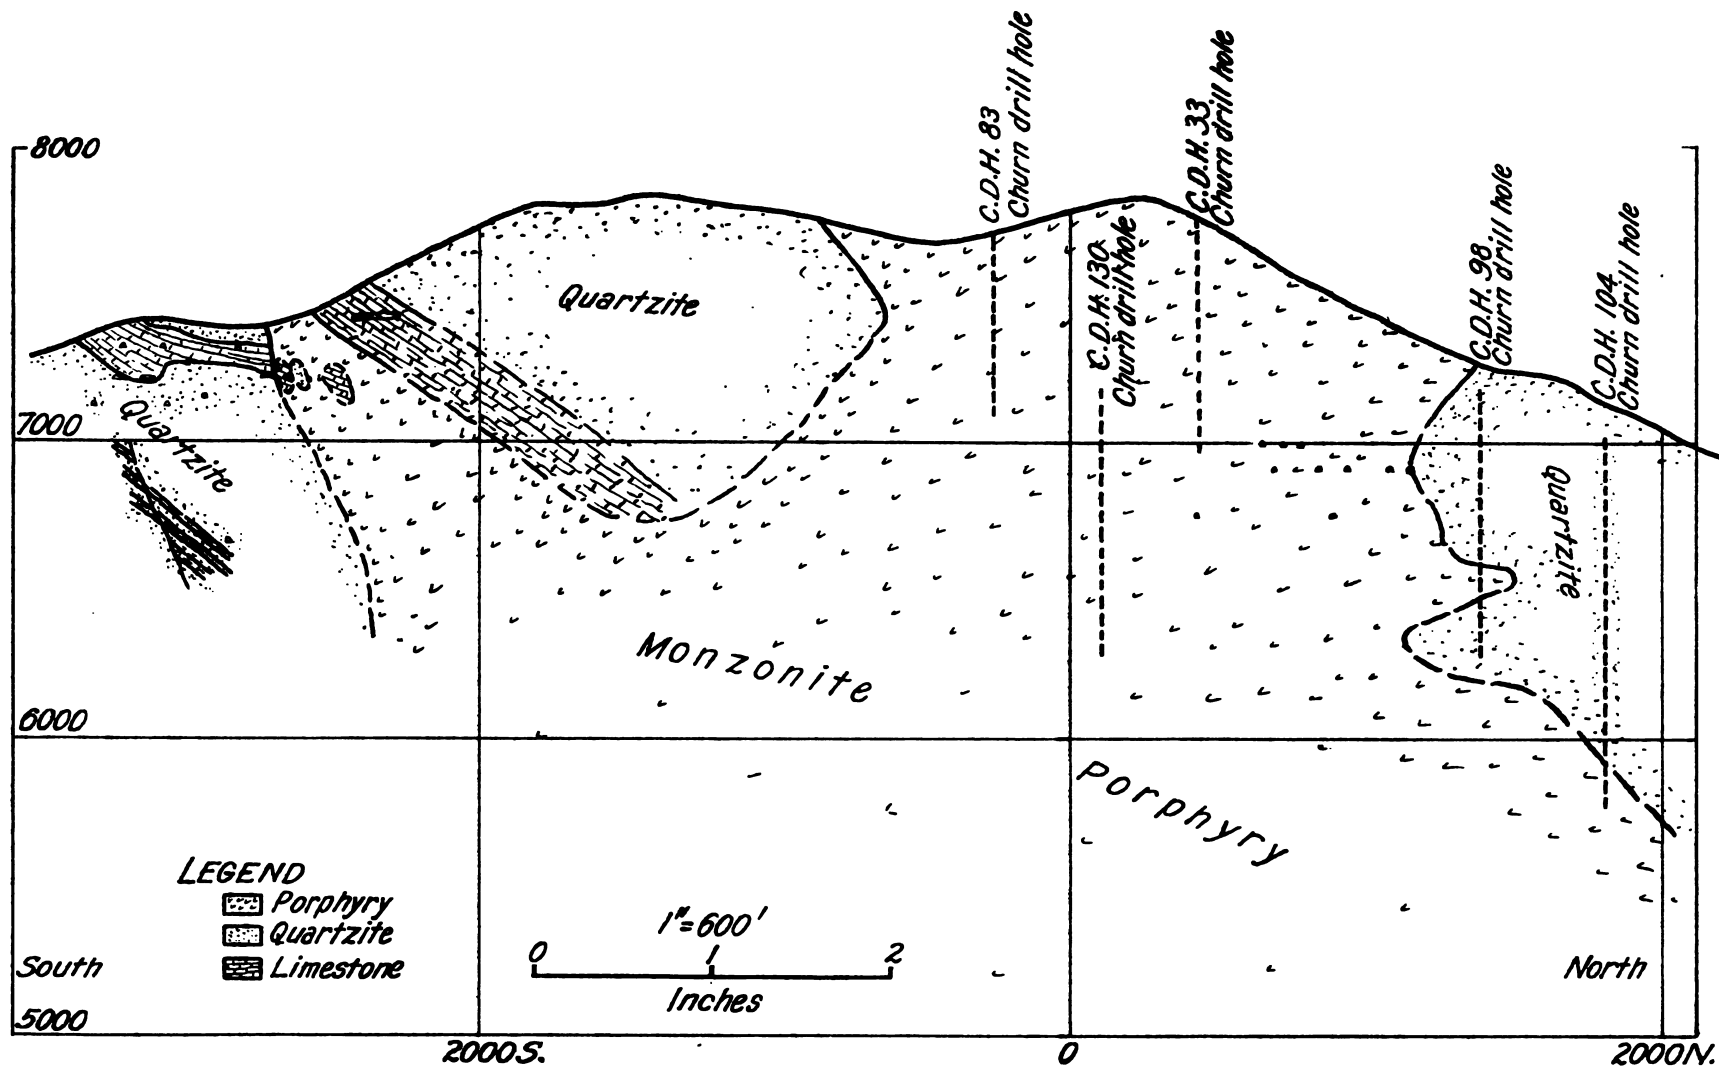 8000
C.D.H. 83
Churn drill hole
C.D.H. 33
Churn drill hole
C.D.H. 130
Churn drill hole
C.D.H. 98
Churn drill hole
C.D.H. 104
Churn drill hole
Quartzite
Quartzite
Quartzite
7000
Monzonite
Porphyry
6000
LEGEND
Porphyry
Quartzite
Limestone
1"=600'
0 1 2
Inches
South
North
5000
2000S.
0
2000N.